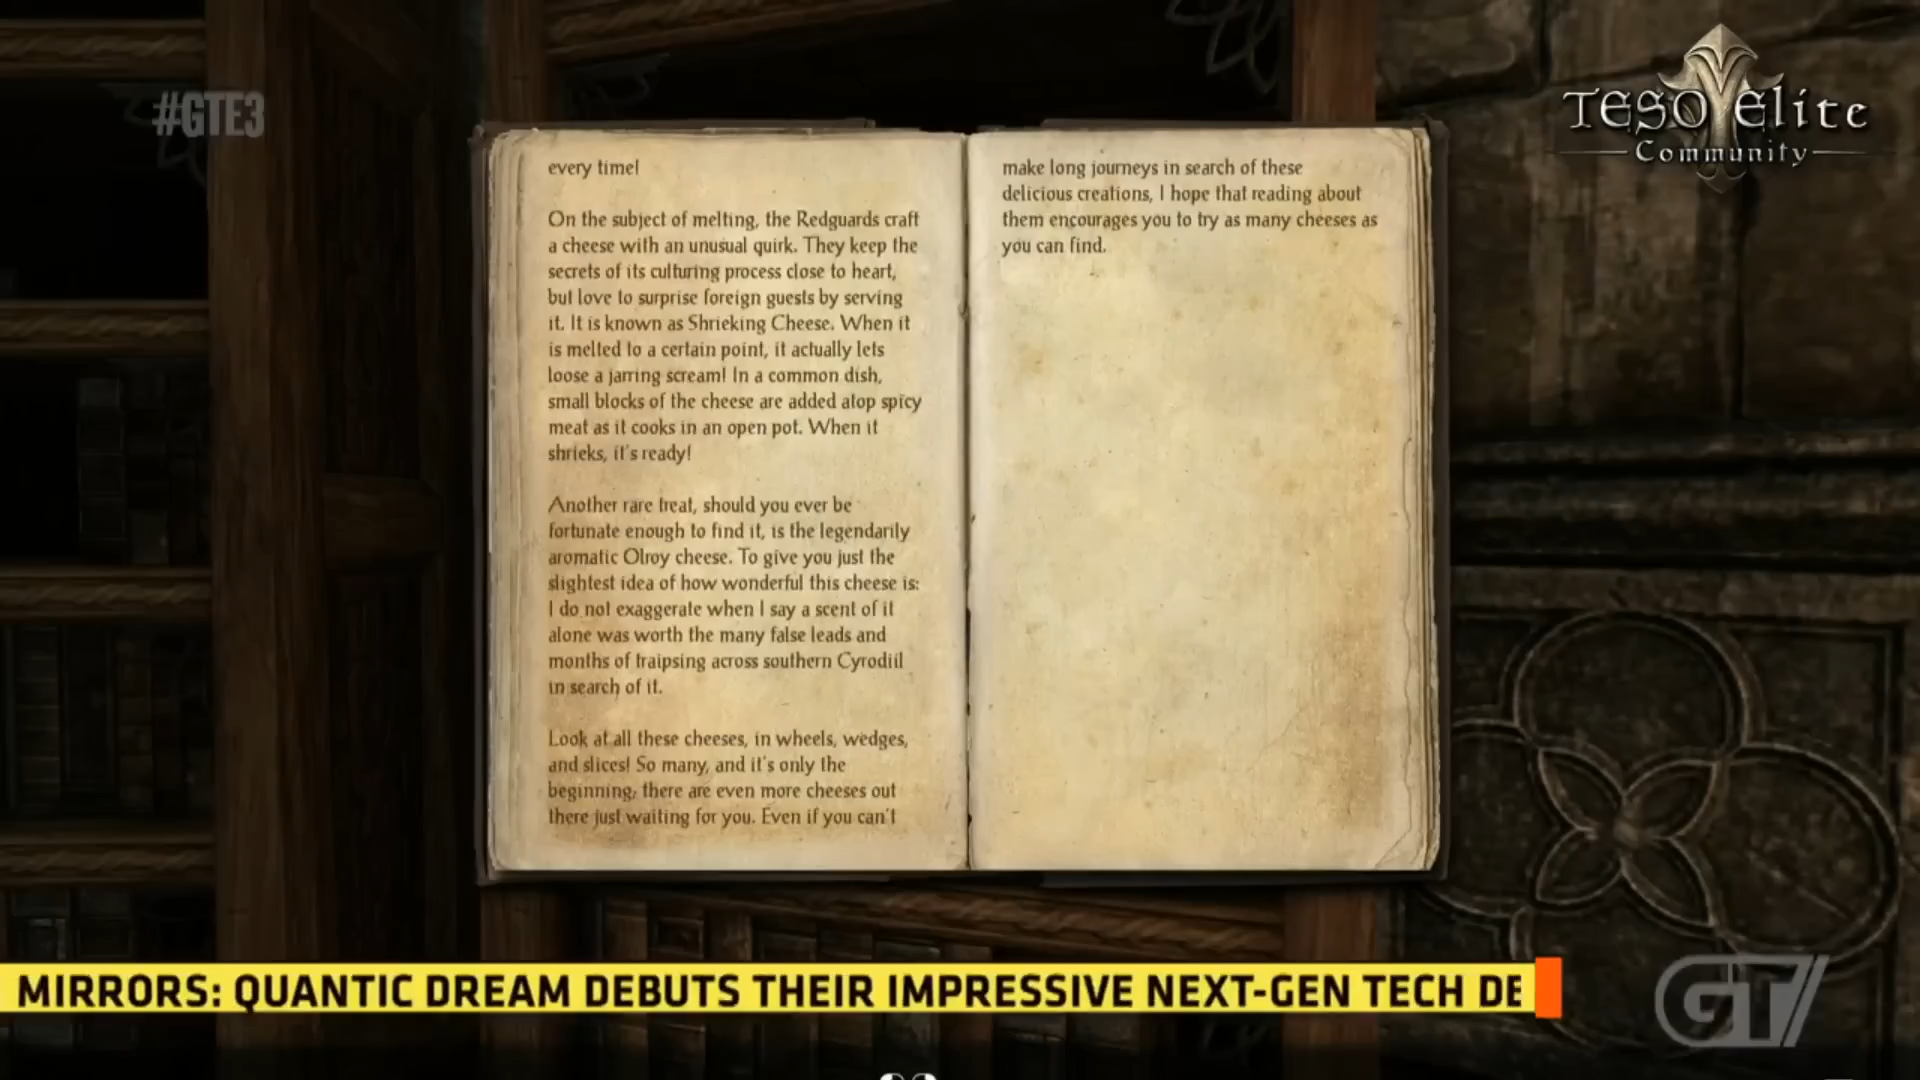 #GTE3
TESO Elite
Community
every time!
On the subject of melting, the Redguards craft
a cheese with an unusual quirk. They keep the
secrets of its culturing process close to heart,
but love to surprise foreign guests by serving
it. It is known as Shrieking Cheese. When it
is melted to a certain point, it actually lets
loose a jarring scream! In a common dish,
small blocks of the cheese are added atop spicy
meat as it cooks in an open pot. When it
shrieks, it's ready!
Another rare treat, should you ever be
fortunate enough to find it, is the legendarily
aromatic Olroy cheese. To give you just the
slightest idea of how wonderful this cheese is:
I do not exaggerate when I say a scent of it
alone was worth the many false leads and
months of traipsing across southern Cyrodiil
in search of it.
Look at all these cheeses, in wheels, wedges,
and slices! So many, and it's only the
beginning; there are even more cheeses out
there just waiting for you. Even if you can't
make long journeys in search of these
delicious creations, I hope that reading about
them encourages you to try as many cheeses as
you can find.
MIRRORS: QUANTIC DREAM DEBUTS THEIR IMPRESSIVE NEXT-GEN TECH DE
GT